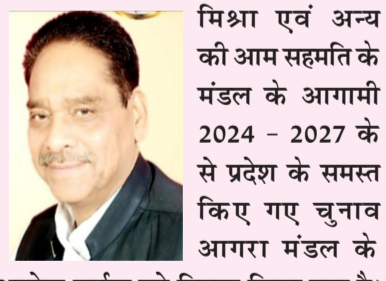 मिश्रा एवं अन्य
की आम सहमति के
मंडल के आगामी
2024 - 2027 के
से प्रदेश के समस्त
किए गए चुनाव
आगरा मंडल के